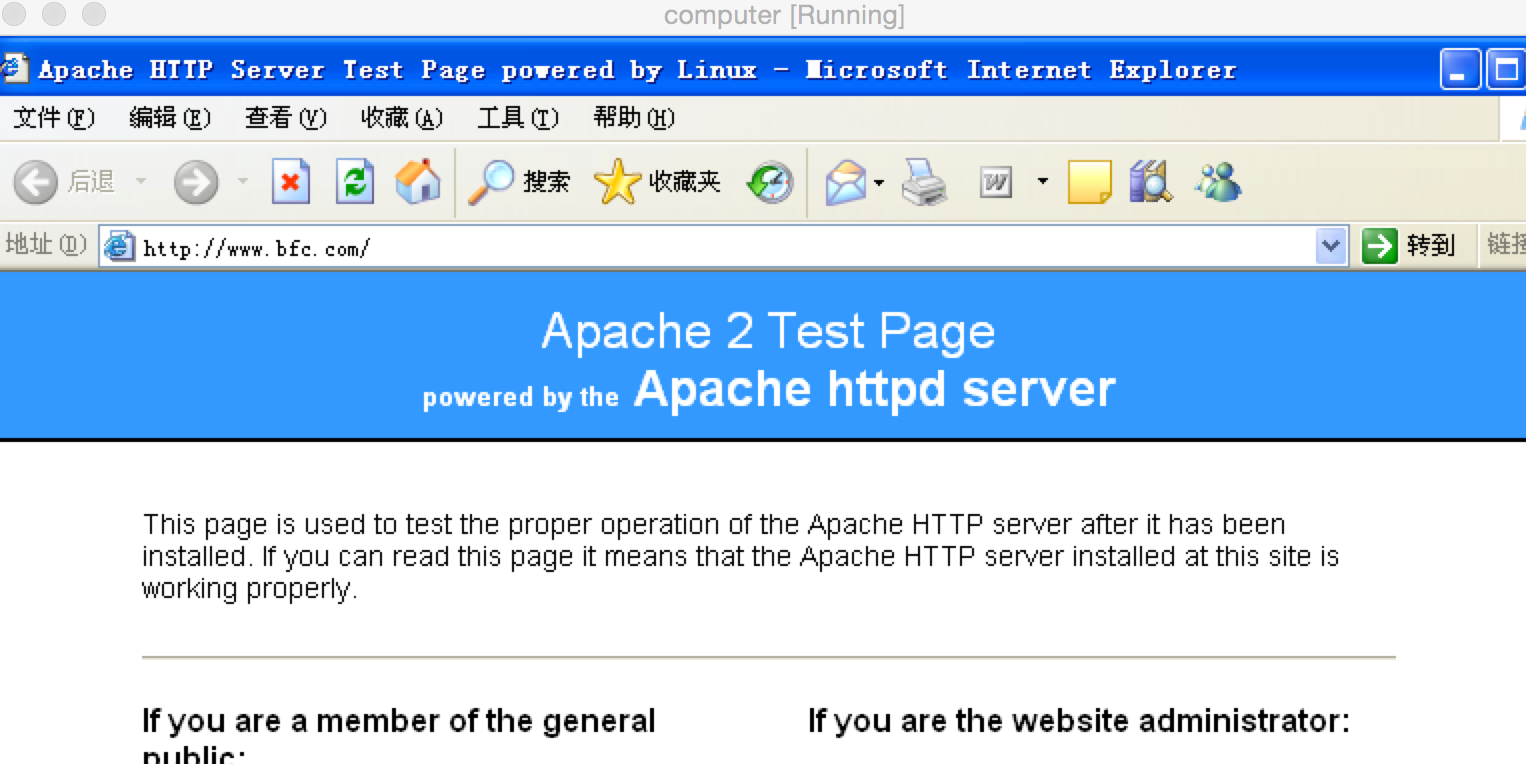 computer [Running]
Apache HTTP Server Test Page powered by Linux - Microsoft Internet Explorer
文件(F) 编辑(E) 查看(V) 收藏(A) 工具(T) 帮助(H)
后退 搜索 收藏夹 W
地址(D) http://www.bfc.com/ 转到 链接
Apache 2 Test Page
powered by the Apache httpd server
This page is used to test the proper operation of the Apache HTTP server after it has been
installed. If you can read this page it means that the Apache HTTP server installed at this site is
working properly.
If you are a member of the general
public:
If you are the website administrator: